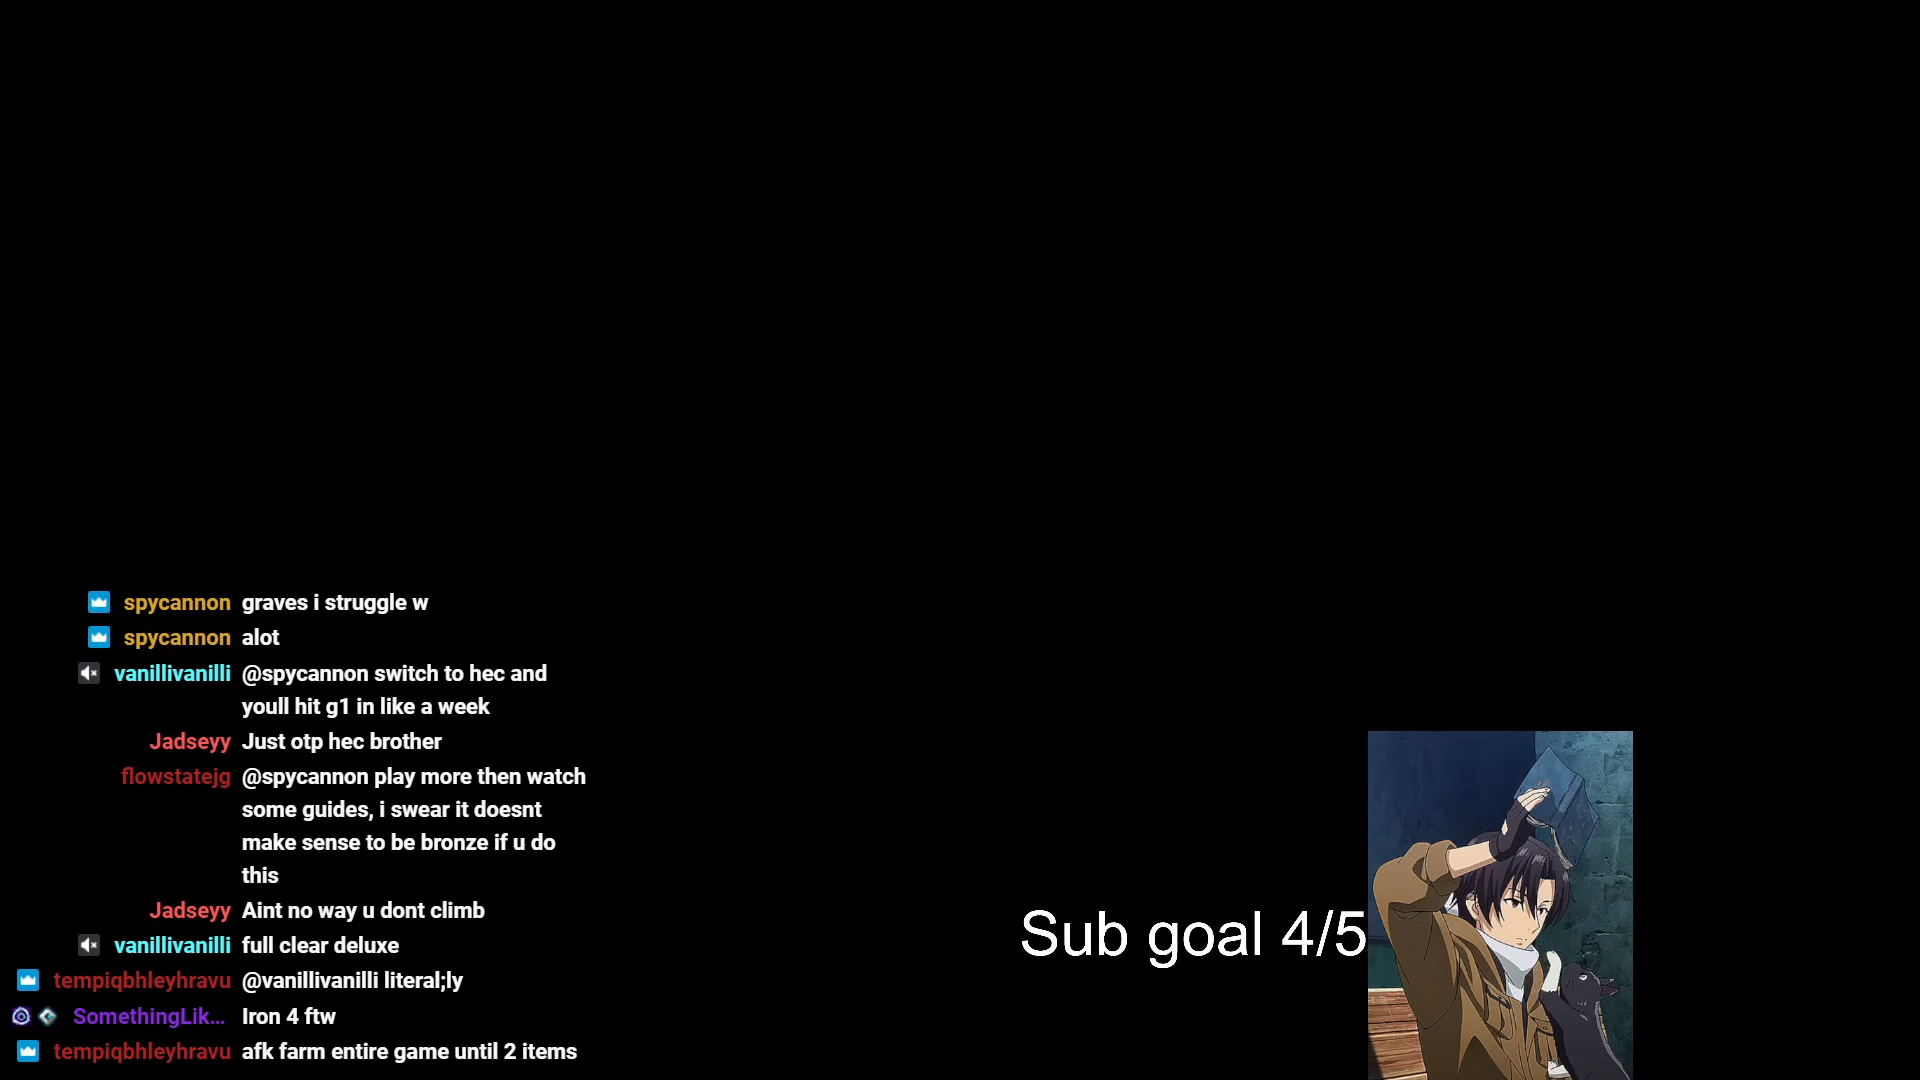 spycannon graves i struggle w
spycannon alot
vanillivanilli @spycannon switch to hec and
youll hit g1 in like a week
Jadseyy Just otp hec brother
flowstatejg @spycannon play more then watch
some guides, i swear it doesnt
make sense to be bronze if u do
this
Jadseyy Aint no way u dont climb
vanillivanilli full clear deluxe
tempiqbhleyhravu @vanillivanilli literal;ly
SomethingLik... Iron 4 ftw
tempiqbhleyhravu afk farm entire game until 2 items
Sub goal 4/5